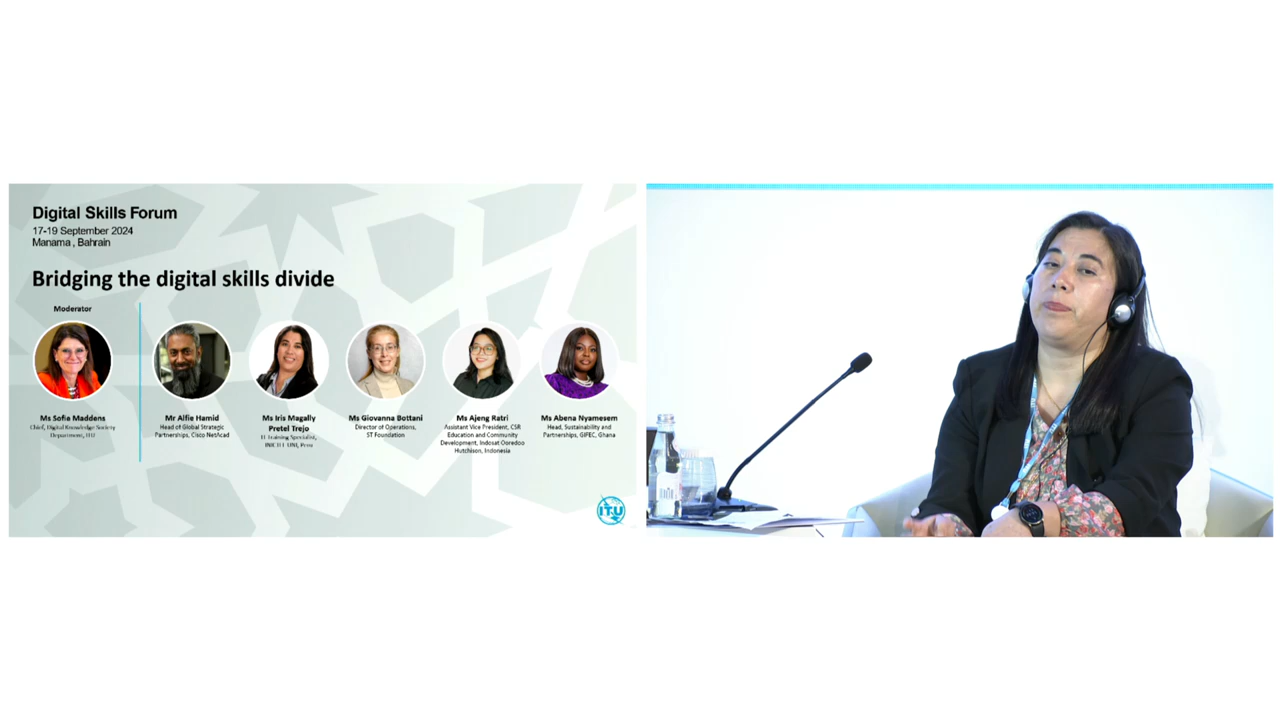 Digital Skills Forum
17-19 September 2024
Manama , Bahrain
Bridging the digital skills divide
Moderator
Ms Sofia Maddens
Chief, Digital Knowledge Society
Department, ITU
Mr Alfie Hamid
Head of Global Strategic
Partnerships, Cisco NetAcad
Ms Iris Magally
Pretel Trejo
IT Training Specialist,
INICTEL-UNI, Peru
Ms Giovanna Bottani
Director of Operations,
ST Foundation
Ms Ajeng Ratri
Assistant Vice President, CSR
Education and Community
Development, Indosat Ooredoo
Hutchison, Indonesia
Ms Abena Nyamesem
Head, Sustainability and
Partnerships, GIFEC, Ghana
ITU